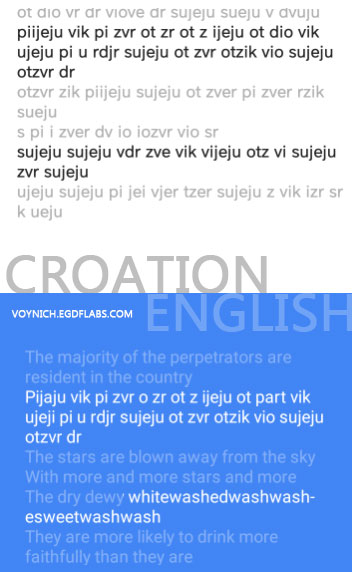 ot dio vr dr viove dr sujeju sueju v dvuju
piijeju vik pi zvr ot zr ot z ijeju ot dio vik
ujeju pi u rdjr sujeju ot zvr otzik vio sujeju
otzvr dr
otzvr zik piijeju sujeju ot zver pi zver rzik
sueju
s pi i zver dv io iozvr vio sr
sujeju sujeju vdr zve vik vijeju otz vi sujeju
zvr sujeju
ujeju sujeju pi jei vjer tzer sujeju z vik izr sr
k ueju
CROATION
VOYNICH.EGDFLABS.COM
ENGLISH
The majority of the perpetrators are
resident in the country
Pijaju vik pi zvr o zr ot z ijeju ot part vik
ujeji pi u rdjr sujeju ot zvr otzik vio sujeju
otzvr dr
The stars are blown away from the sky
With more and more stars and more
The dry dewy whitewashedwashwash-
esweetwashwash
They are more likely to drink more
faithfully than they are